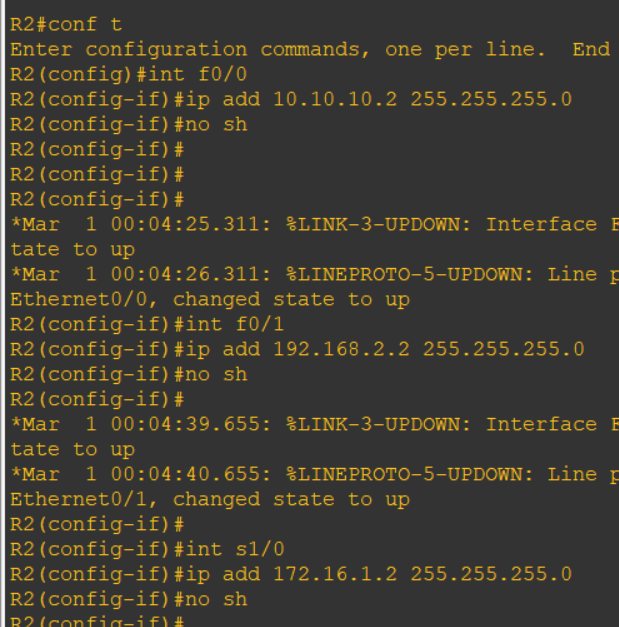 R2#conf t
Enter configuration commands, one per line.  End
R2(config)#int f0/0
R2(config-if)#ip add 10.10.10.2 255.255.255.0
R2(config-if)#no sh
R2(config-if)#
R2(config-if)#
R2(config-if)#
*Mar  1 00:04:25.311: %LINK-3-UPDOWN: Interface F
tate to up
*Mar  1 00:04:26.311: %LINEPROTO-5-UPDOWN: Line p
Ethernet0/0, changed state to up
R2(config-if)#int f0/1
R2(config-if)#ip add 192.168.2.2 255.255.255.0
R2(config-if)#no sh
R2(config-if)#
*Mar  1 00:04:39.655: %LINK-3-UPDOWN: Interface F
tate to up
*Mar  1 00:04:40.655: %LINEPROTO-5-UPDOWN: Line p
Ethernet0/1, changed state to up
R2(config-if)#
R2(config-if)#int s1/0
R2(config-if)#ip add 172.16.1.2 255.255.255.0
R2(config-if)#no sh
R2(config-if)#